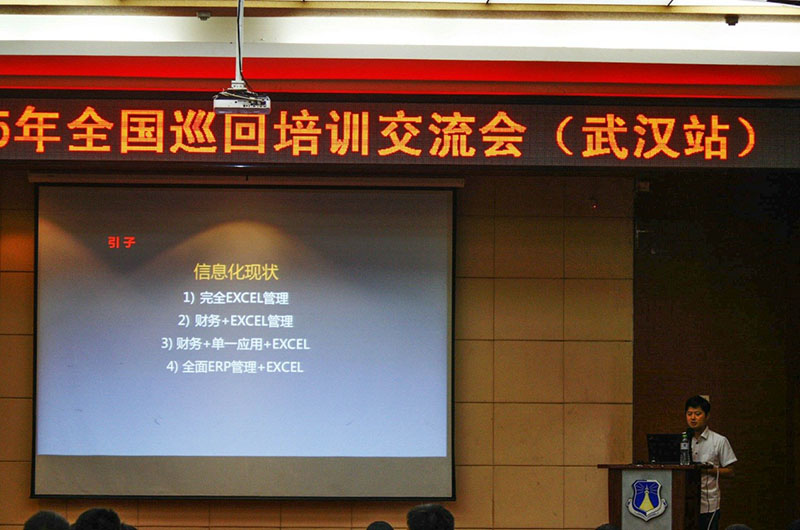 5年全国巡回培训交流会（武汉站）
引子
信息化现状
1) 完全EXCEL管理
2) 财务+EXCEL管理
3) 财务+单一应用+EXCEL
4) 全面ERP管理+EXCEL